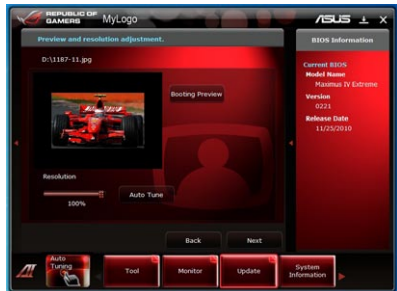 REPUBLIC OF
GAMERS
MyLogo
ASUS
Preview and resolution adjustment.
D:\1187-11.jpg
Booting Preview
Resolution
100%
Auto Tune
Back
Next
BIOS Information
Current BIOS
Model Name
Maximus IV Extreme
Version
0221
Release Date
11/25/2010
Auto
Tuning
Tool
Monitor
Update
System
Information